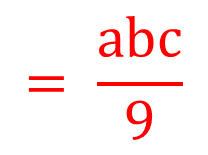 = abc/9